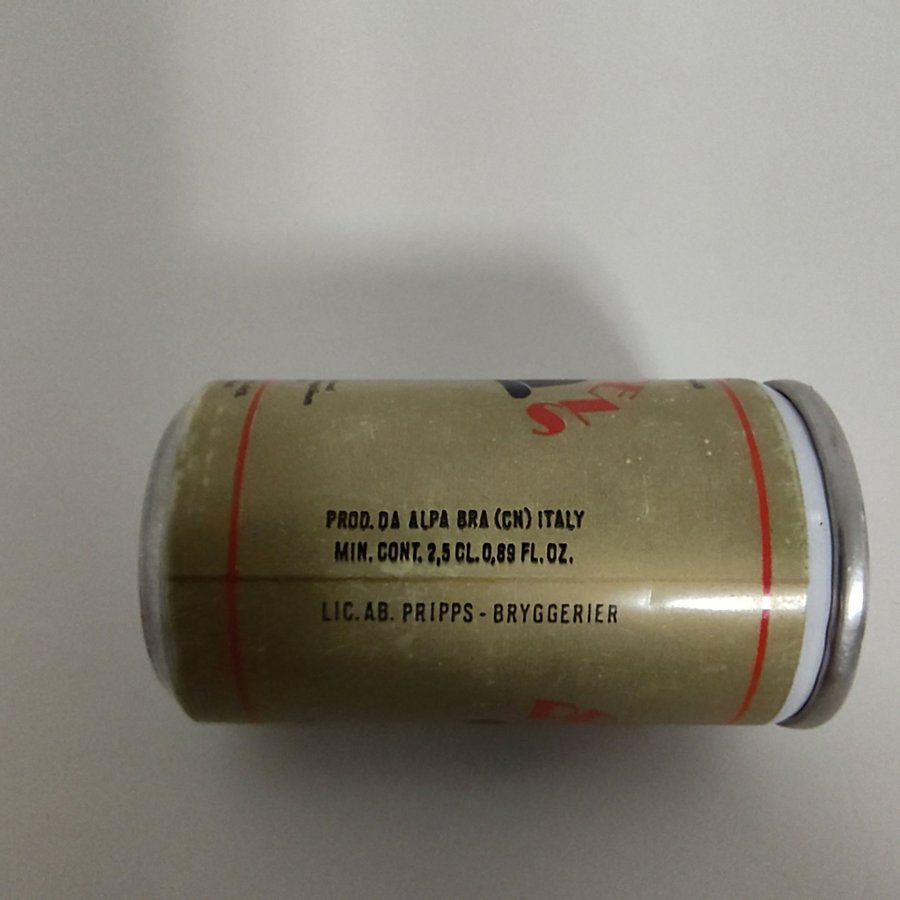 ENS
PROD. DA ALPA BRA (CN) ITALY
MIN. CONT. 2,5 CL. 0,89 FL. OZ.
LIC. AB. PRIPPS - BRYGGERIER